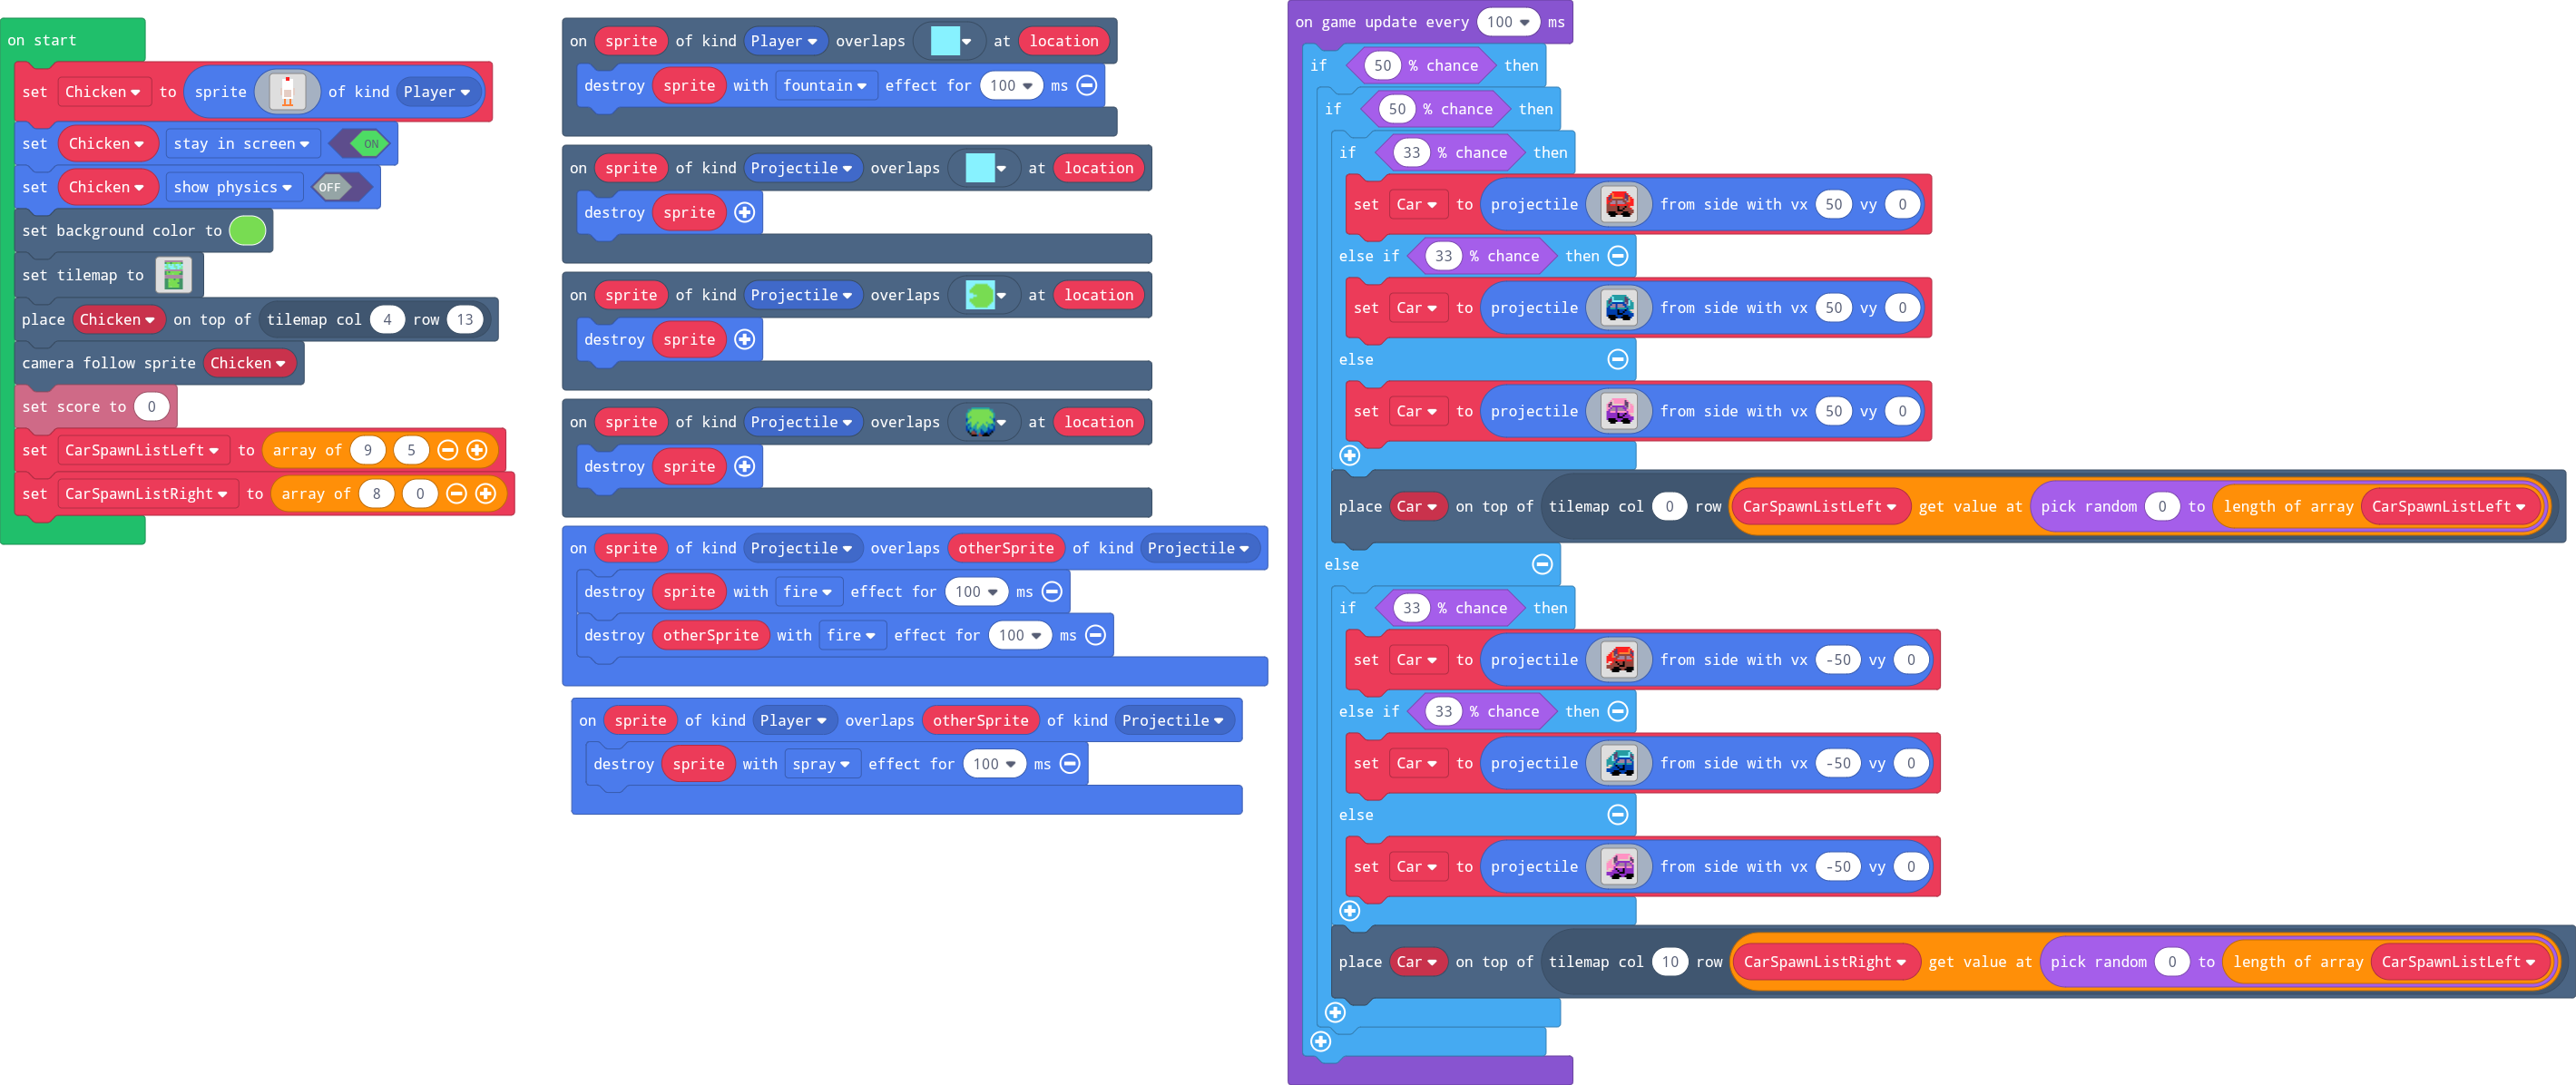 on start
set Chicken to sprite of kind Player
set Chicken stay in screen ON
set Chicken show physics OFF
set background color to
set tilemap to
place Chicken on top of tilemap col 4 row 13
camera follow sprite Chicken
set score to 0
set CarSpawnListLeft to array of 9 5
set CarSpawnListRight to array of 8 0
on sprite of kind Player overlaps at location
destroy sprite with fountain effect for 100 ms
on sprite of kind Projectile overlaps at location
destroy sprite
on sprite of kind Projectile overlaps at location
destroy sprite
on sprite of kind Projectile overlaps at location
destroy sprite
on sprite of kind Projectile overlaps otherSprite of kind Projectile
destroy sprite with fire effect for 100 ms
destroy otherSprite with fire effect for 100 ms
on sprite of kind Player overlaps otherSprite of kind Projectile
destroy sprite with spray effect for 100 ms
on game update every 100 ms
if 50 % chance then
if 50 % chance then
if 33 % chance then
set Car to projectile from side with vx 50 vy 0
else if 33 % chance then
set Car to projectile from side with vx 50 vy 0
else
set Car to projectile from side with vx 50 vy 0
place Car on top of tilemap col 0 row CarSpawnListLeft get value at pick random 0 to length of array CarSpawnListLeft
else
if 33 % chance then
set Car to projectile from side with vx -50 vy 0
else if 33 % chance then
set Car to projectile from side with vx -50 vy 0
else
set Car to projectile from side with vx -50 vy 0
place Car on top of tilemap col 10 row CarSpawnListRight get value at pick random 0 to length of array CarSpawnListLeft